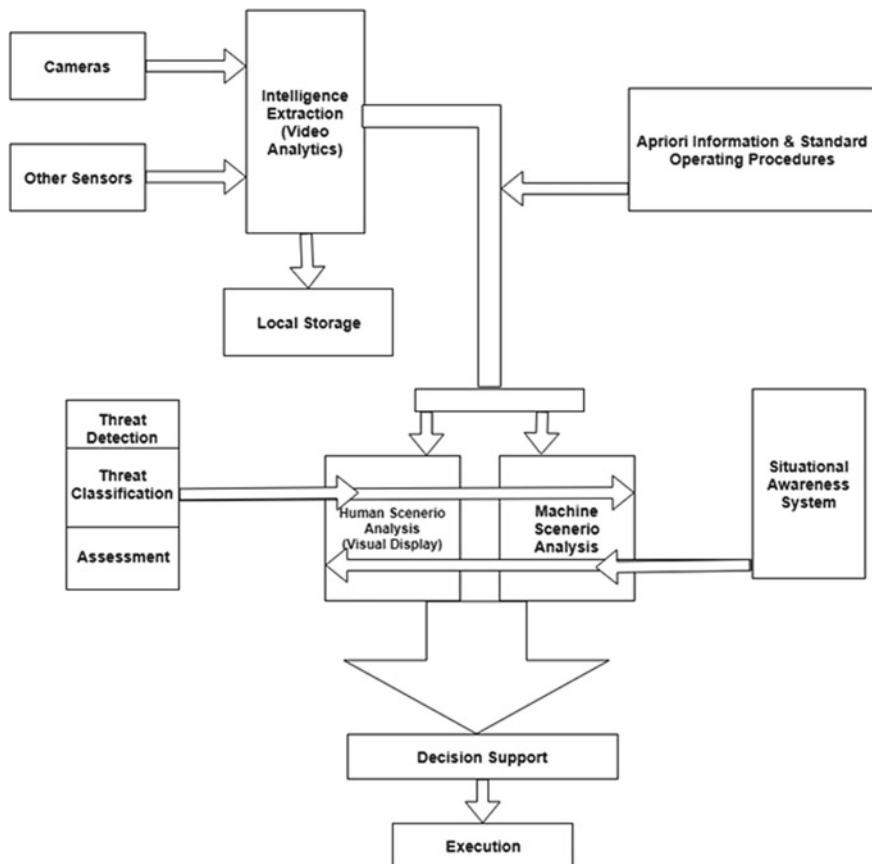 Cameras
Other Sensors
Intelligence
Extraction
(Video
Analytics)
Apriori Information & Standard
Operating Procedures
Local Storage
Threat
Detection
Threat
Classification
Assessment
Human Scenerio
Analysis
(Visual Display)
Machine
Scenerio
Analysis
Situational
Awareness
System
Decision Support
Execution